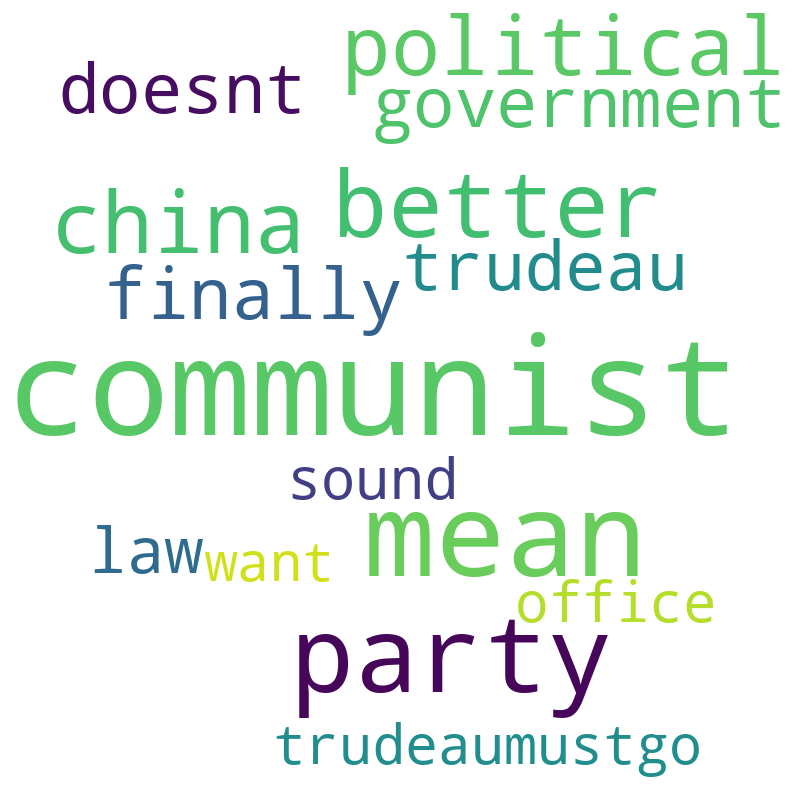 political
doesnt
government
china better
trudeau
finally
communist
sound
mean
law want
office
party
trudeaumustgo